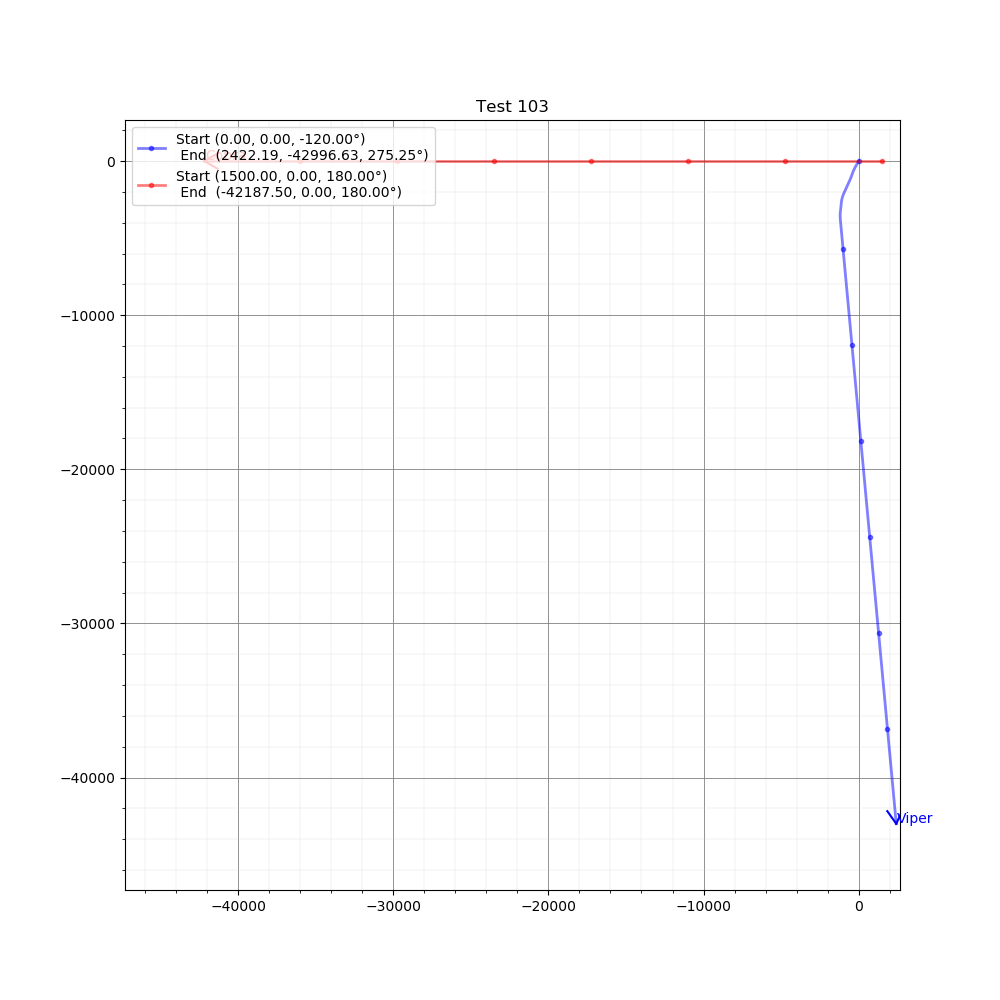 Test 103
Start (0.00, 0.00, -120.00°)
End (2422.19, -42996.63, 275.25°)
Start (1500.00, 0.00, 180.00°)
End (-42187.50, 0.00, 180.00°)
0
−10000
−20000
−30000
−40000
Viper
−40000
−30000
−20000
−10000
0